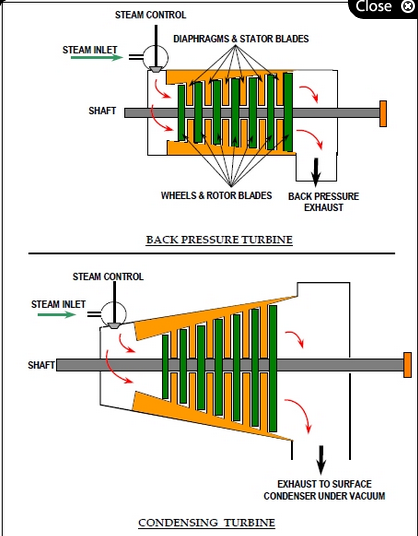 Close
STEAM CONTROL
DIAPHRAGMS & STATOR BLADES
STEAM INLET
SHAFT
WHEELS & ROTOR BLADES
BACK PRESSURE
EXHAUST
BACK PRESSURE TURBINE
STEAM CONTROL
STEAM INLET
SHAFT
EXHAUST TO SURFACE
CONDENSER UNDER VACUUM
CONDENSING TURBINE